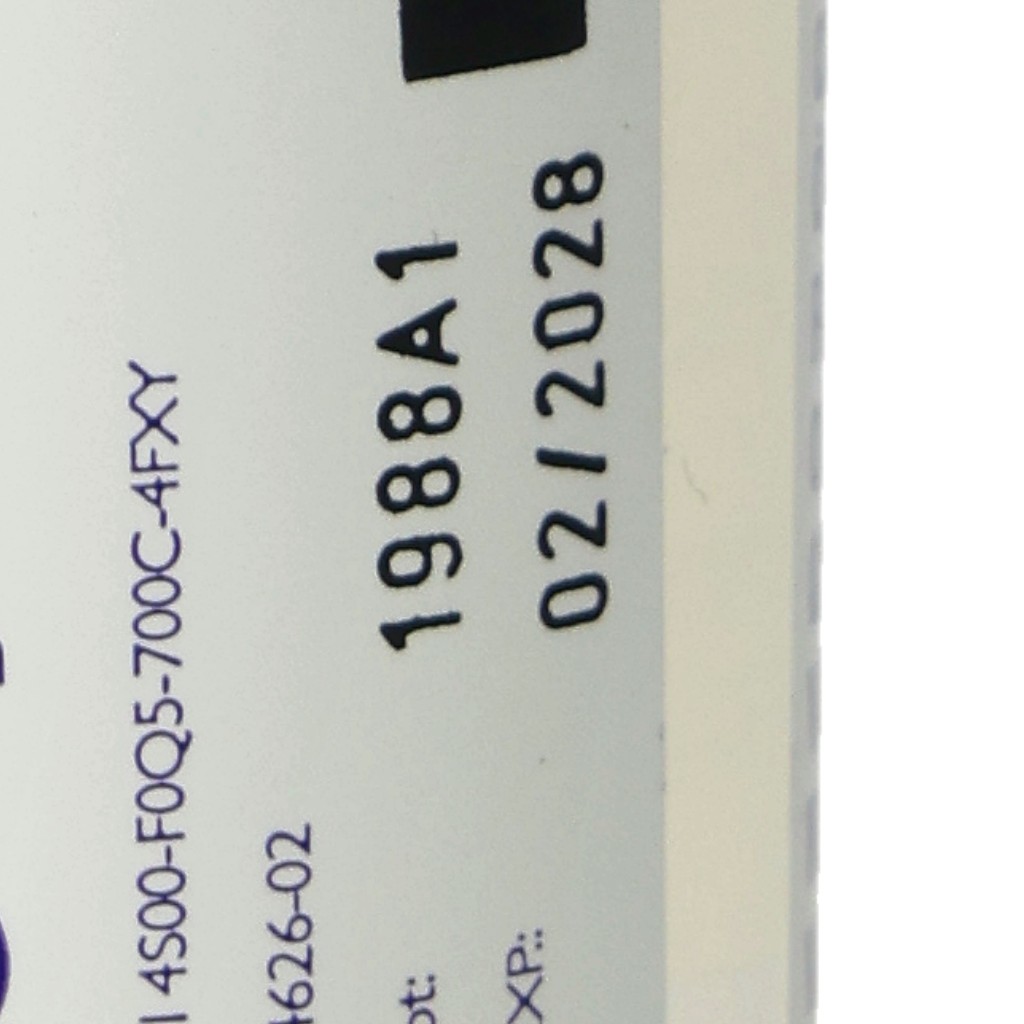 4S00-F0Q5-700C-4FXY
4626-02
ot: 1988A1
XP.: 02/2028